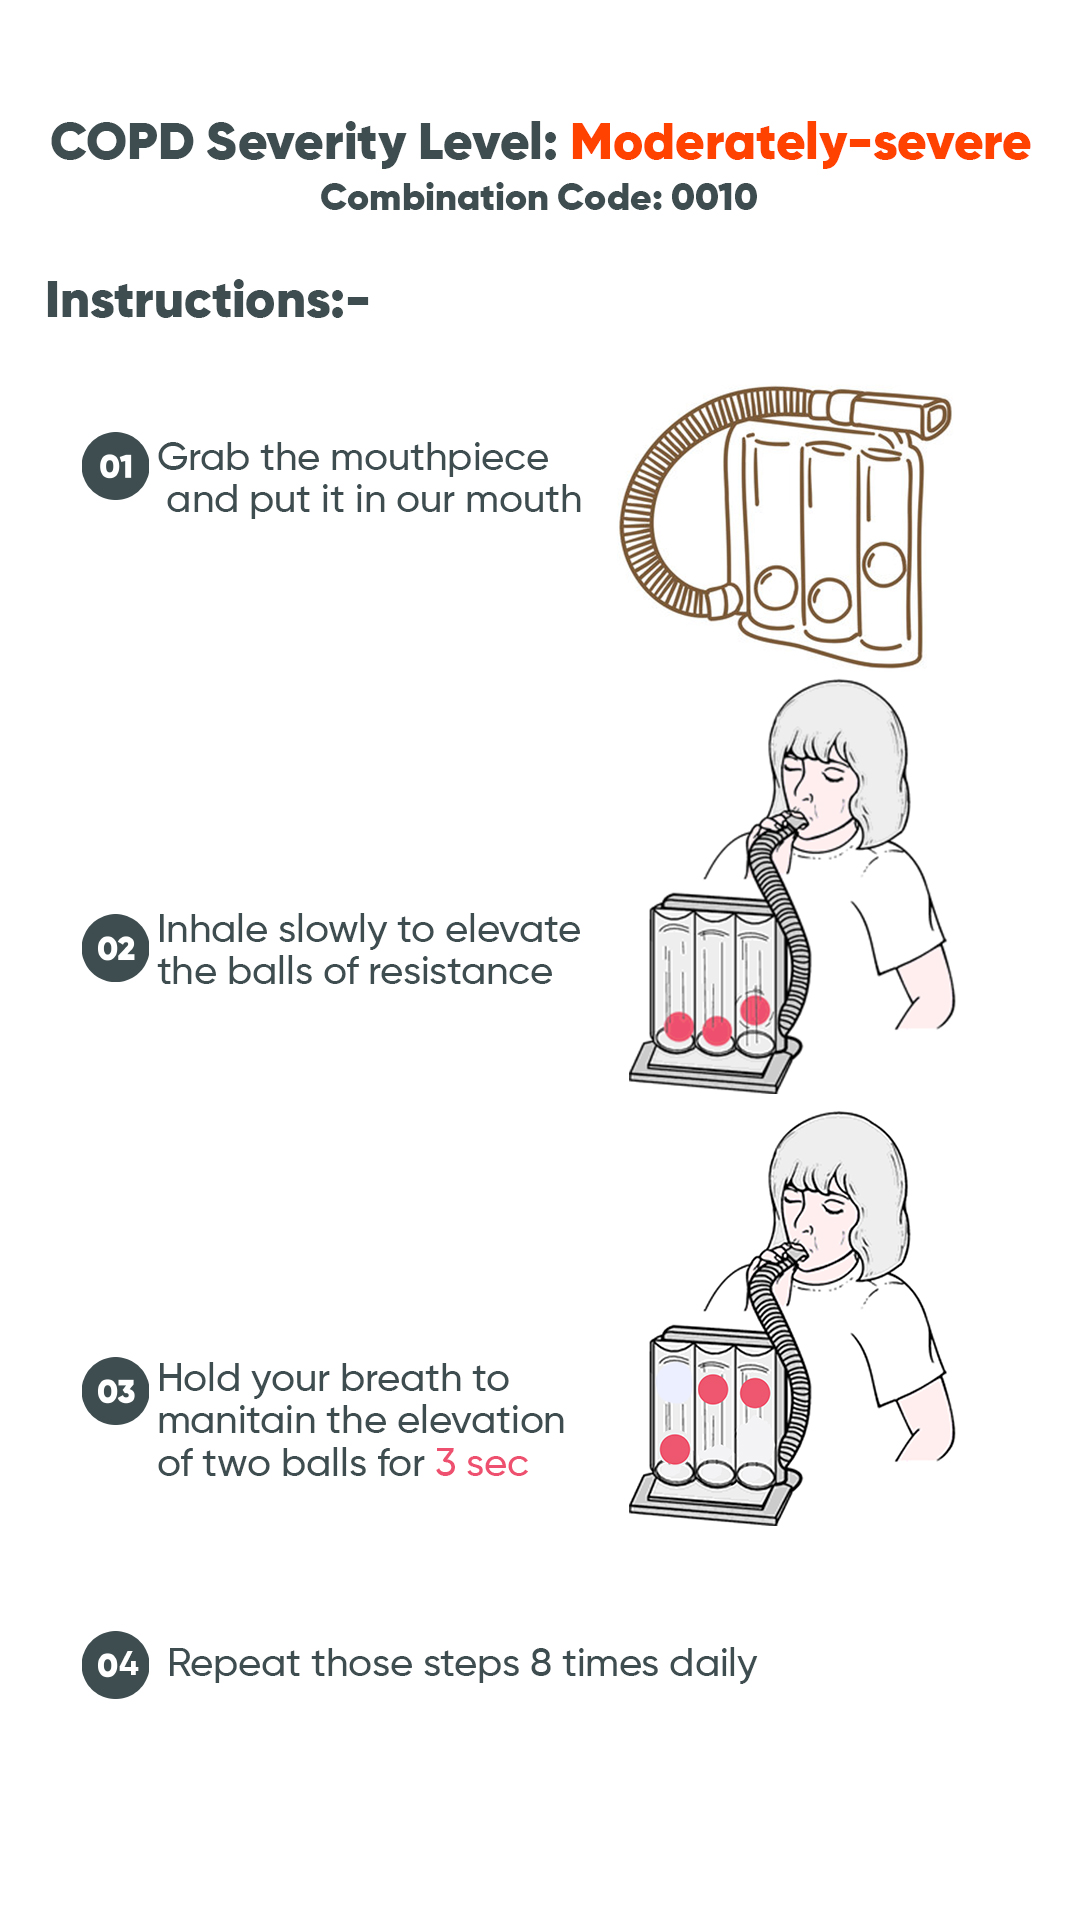 COPD Severity Level: Moderately-severe
Combination Code: 0010
Instructions:-
01 Grab the mouthpiece
and put it in our mouth
02 Inhale slowly to elevate
the balls of resistance
03 Hold your breath to
manitain the elevation
of two balls for 3 sec
04 Repeat those steps 8 times daily